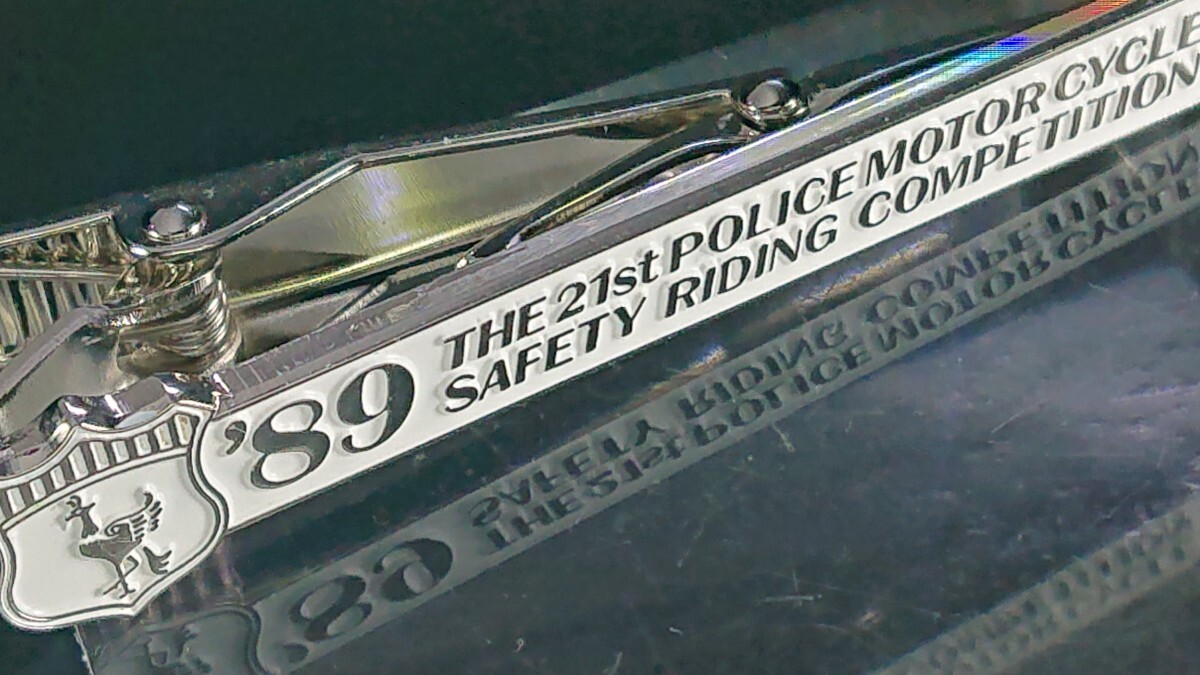 '89
THE 21st POLICE MOTOR CYCLE
SAFETY RIDING COMPETITION